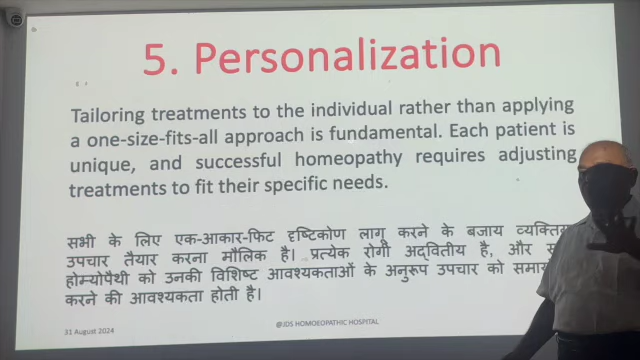 5. Personalization
Tailoring treatments to the individual rather than applying
a one-size-fits-all approach is fundamental. Each patient is
unique, and successful homeopathy requires adjusting
treatments to fit their specific needs.
सभी के लिए एक-आकार-फिट दृष्टिकोण लागू करने के बजाय
उपचार तैयार करना मौलिक है। प्रत्येक रोगी अद्वितीय है, और
होम्योपैथी को उनकी विशिष्ट आवश्यकताओं के अनुरूप उपचार को
करने की आवश्यकता होती है।
31 August 2024
@JDS HOMOEOPATHIC HOSPITAL